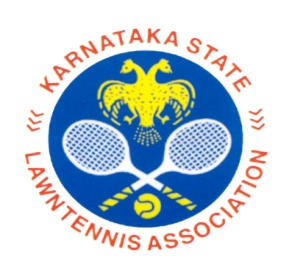 KARNATAKA STATE
LAWN TENNIS ASSOCIATION